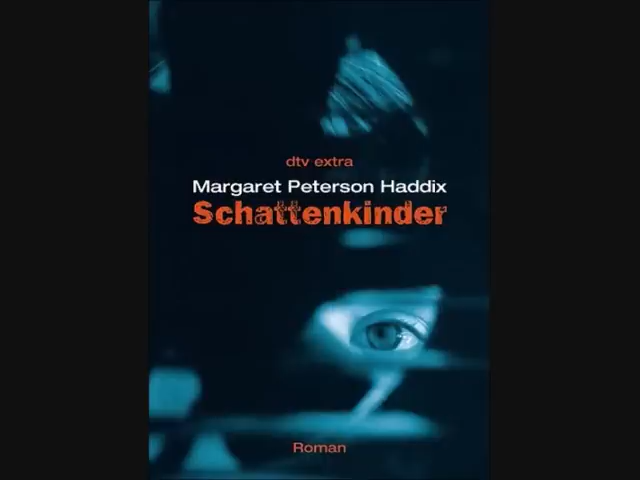 dtv extra
Margaret Peterson Haddix
Schattenkinder
Roman